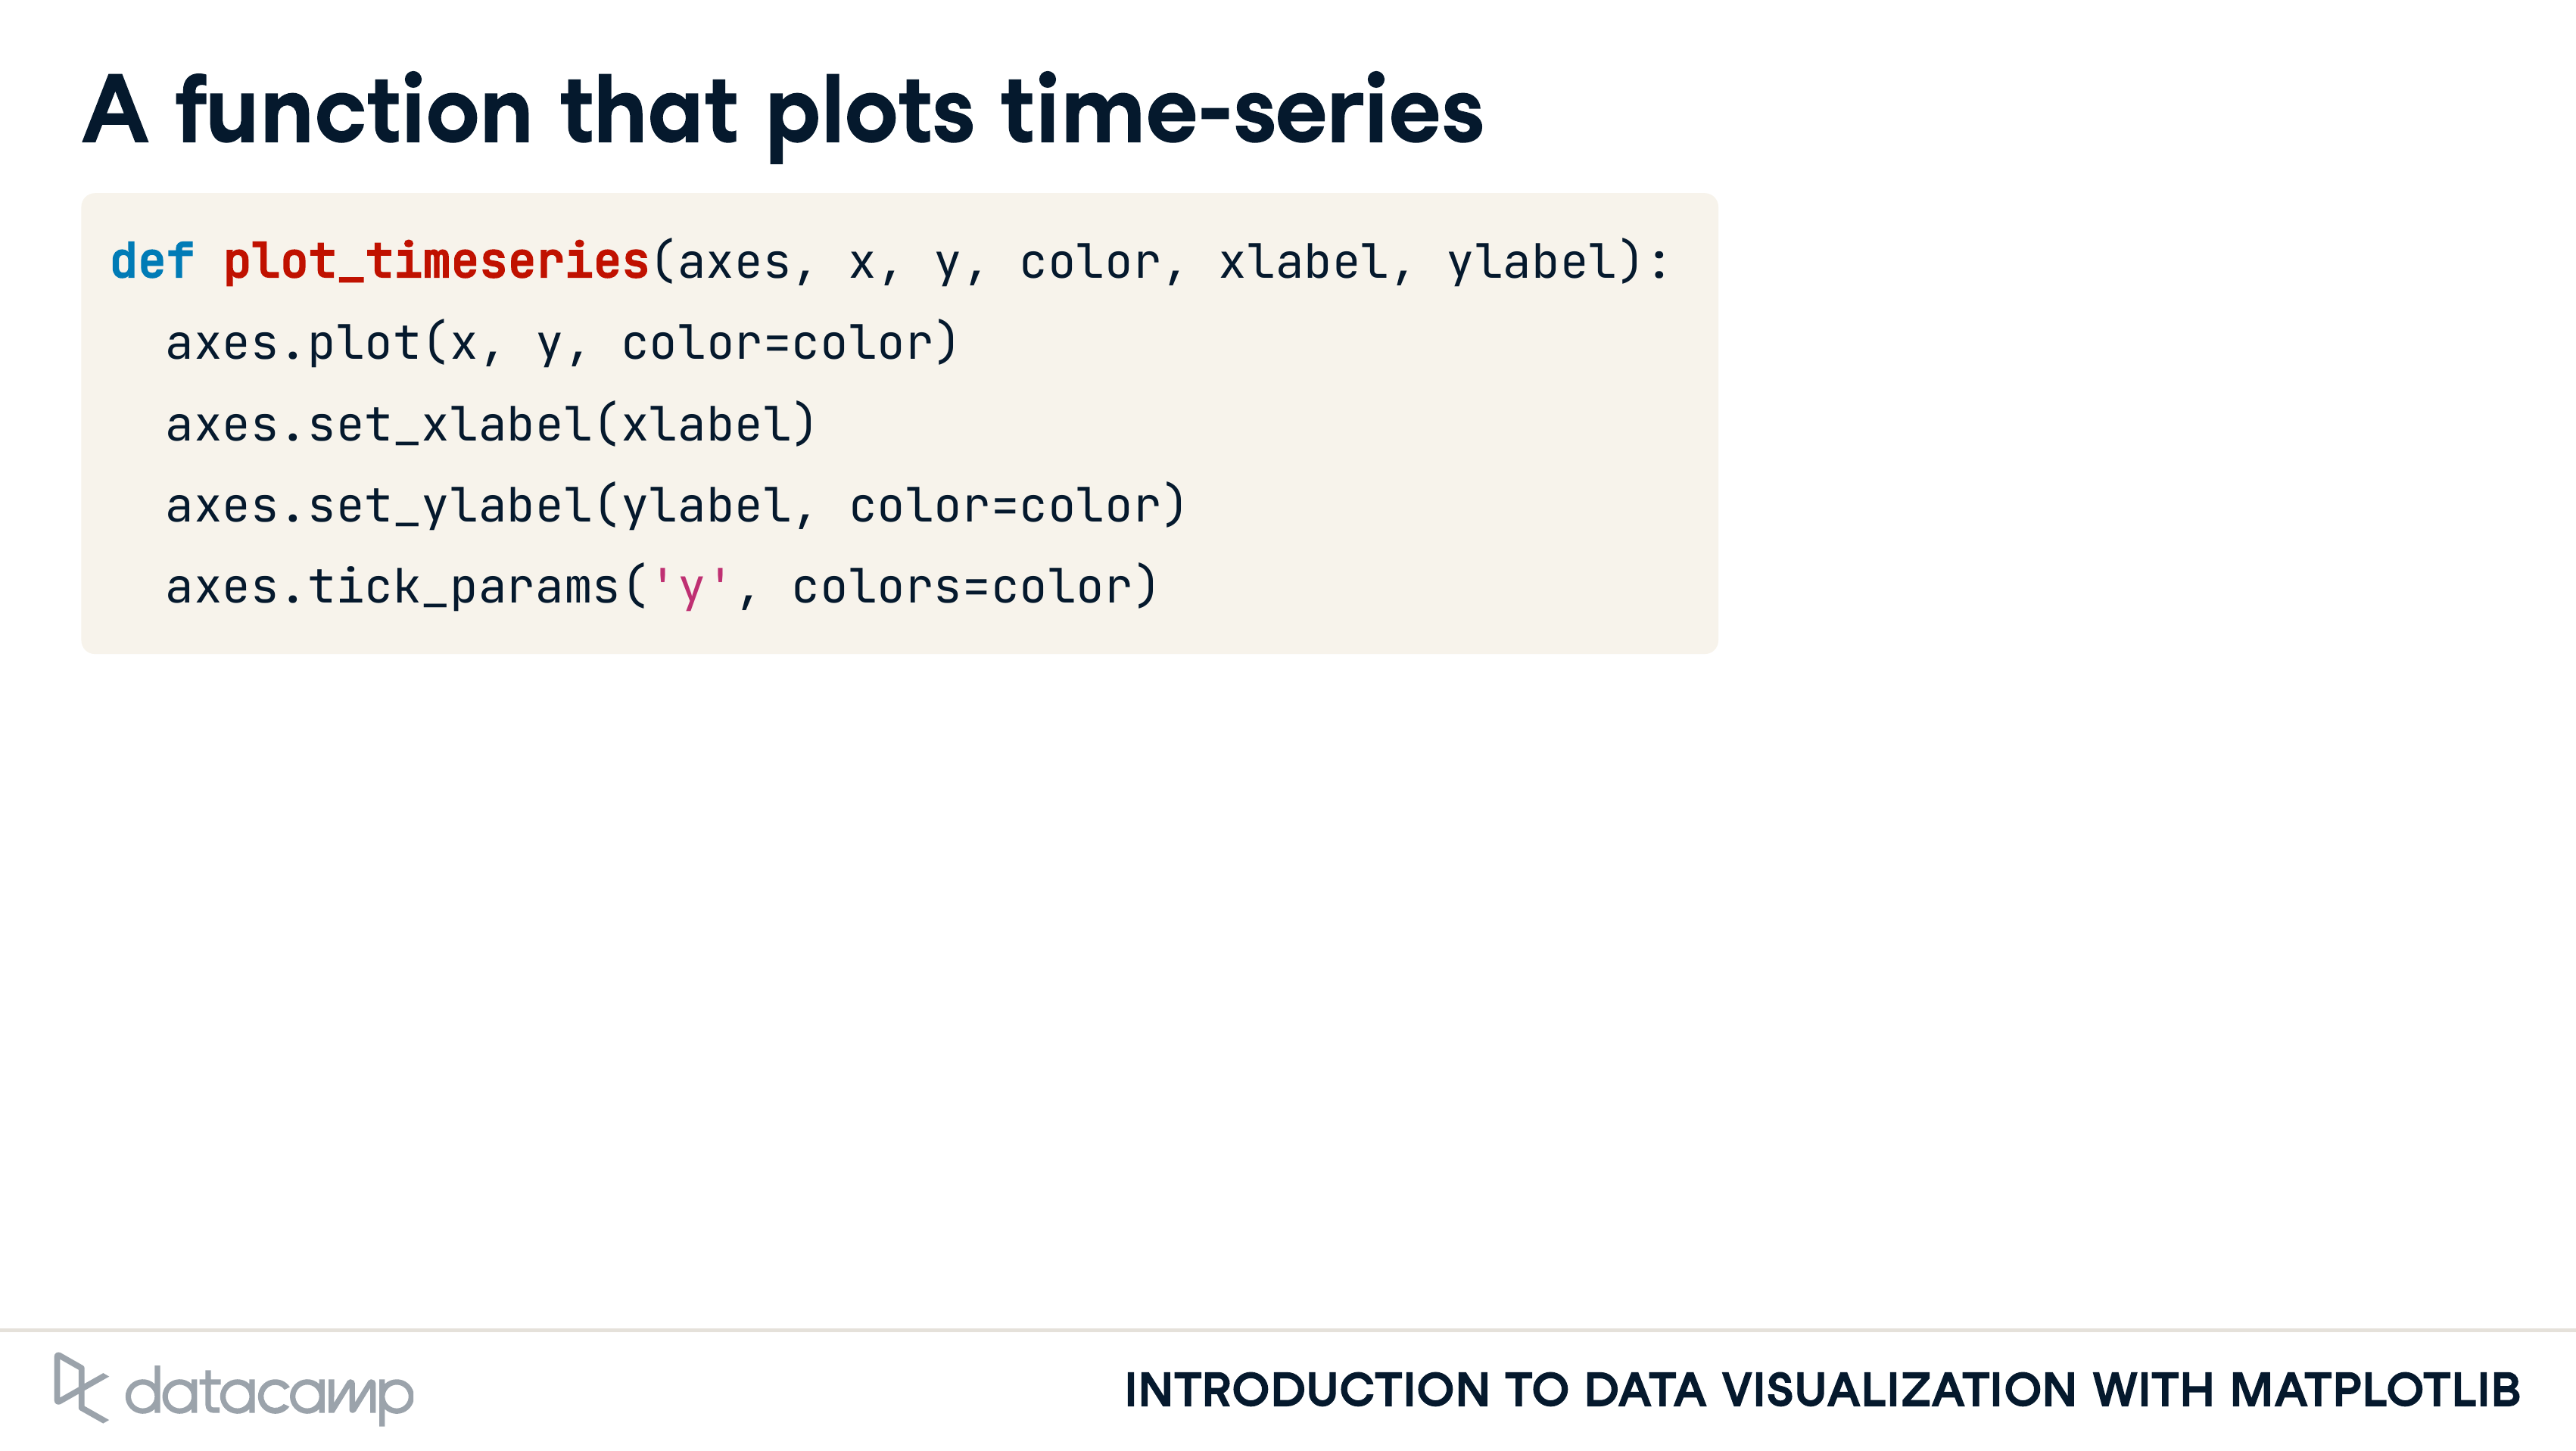 A function that plots time-series
def plot_timeseries(axes, x, y, color, xlabel, ylabel):
  axes.plot(x, y, color=color)
  axes.set_xlabel(xlabel)
  axes.set_ylabel(ylabel, color=color)
  axes.tick_params('y', colors=color)
datacamp
INTRODUCTION TO DATA VISUALIZATION WITH MATPLOTLIB